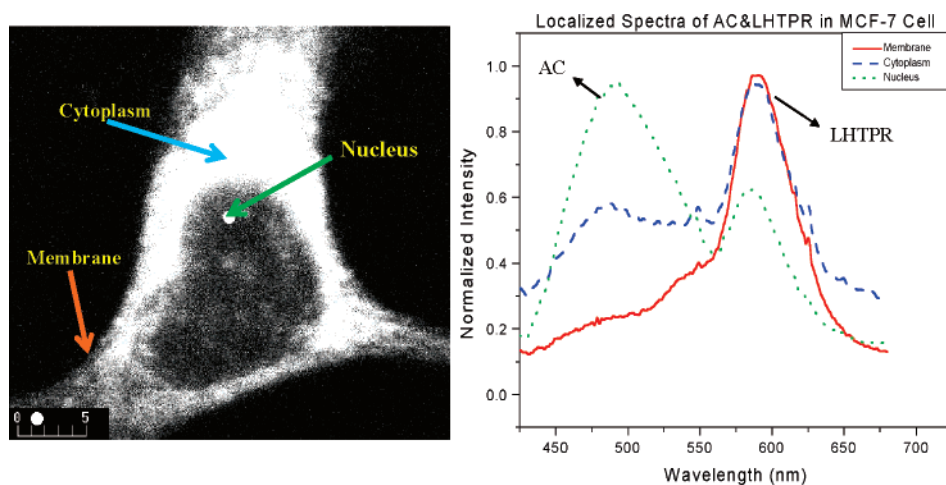 Cytoplasm
Nucleus
Membrane
0 5
Localized Spectra of AC&LHTPR in MCF-7 Cell
Membrane
Cytoplasm
Nucleus
AC
LHTPR
Normalized Intensity
1.0
0.8
0.6
0.4
0.2
0.0
450 500 550 600 650 700
Wavelength (nm)